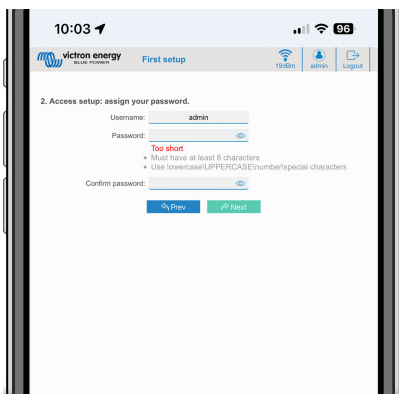 10:03
96
victron energy
BLUE POWER
First setup
19dBm
admin
Logout
2. Access setup: assign your password.
Username: admin
Password:
Too short
Must have at least 8 characters
Use lowercase\UPPERCASE\number\special characters
Confirm password:
Prev
Next